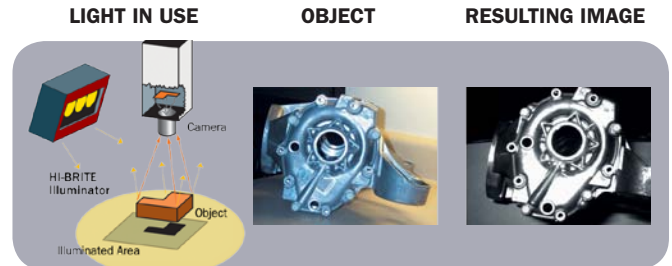 LIGHT IN USE
OBJECT
RESULTING IMAGE
Camera
HI-BRITE
Illuminator
Object
Illuminated Area